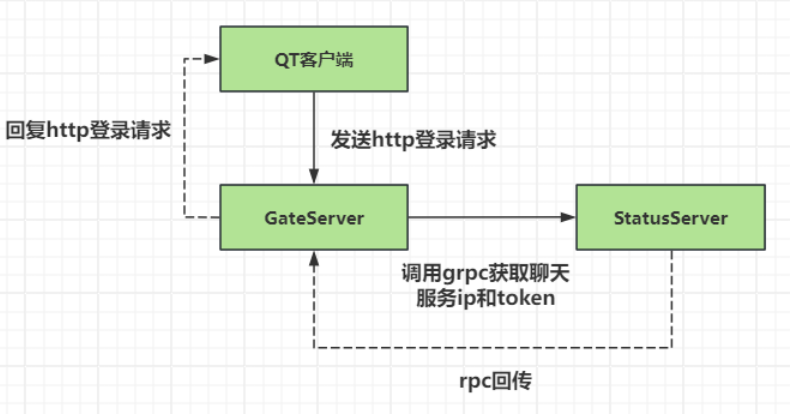 QT客户端
回复http登录请求
发送http登录请求
GateServer
StatusServer
调用grpc获取聊天
服务ip和token
rpc回传